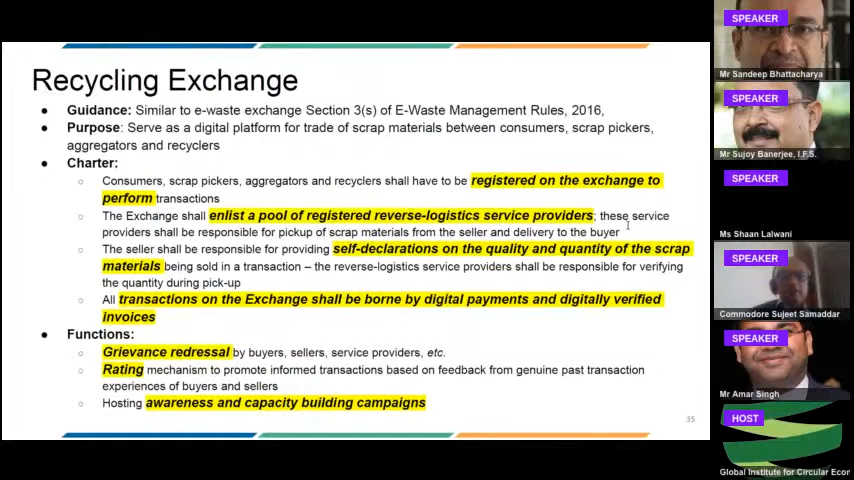 Recycling Exchange
● Guidance: Similar to e-waste exchange Section 3(s) of E-Waste Management Rules, 2016,
● Purpose: Serve as a digital platform for trade of scrap materials between consumers, scrap pickers,
aggregators and recyclers
● Charter:
○ Consumers, scrap pickers, aggregators and recyclers shall have to be registered on the exchange to
perform transactions
○ The Exchange shall enlist a pool of registered reverse-logistics service providers; these service
providers shall be responsible for pickup of scrap materials from the seller and delivery to the buyer
○ The seller shall be responsible for providing self-declarations on the quality and quantity of the scrap
materials being sold in a transaction – the reverse-logistics service providers shall be responsible for verifying
the quantity during pick-up
○ All transactions on the Exchange shall be borne by digital payments and digitally verified
invoices
● Functions:
○ Grievance redressal by buyers, sellers, service providers, etc.
○ Rating mechanism to promote informed transactions based on feedback from genuine past transaction
experiences of buyers and sellers
○ Hosting awareness and capacity building campaigns
35
SPEAKER
Mr Sandeep Bhattacharya
SPEAKER
Mr Sujoy Banerjee, I.F.S.
SPEAKER
Ms Shaan Lalwani
SPEAKER
Commodore Sujeet Samaddar
SPEAKER
Mr Amar Singh
HOST
Global Institute for Circular Econ